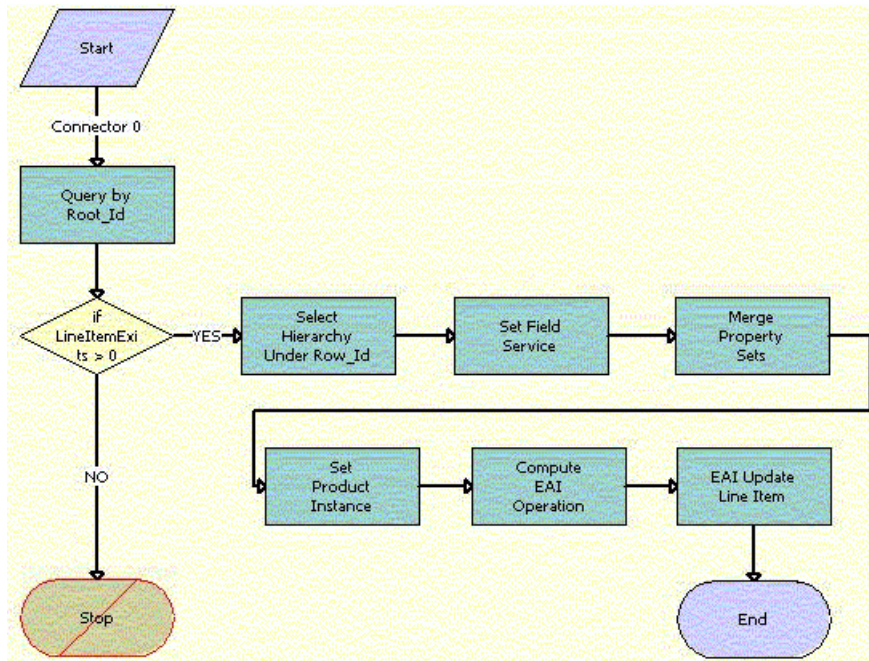 Start
Connector 0
Query by
Root_Id
if
LineItemExi
ts > 0
YES
Select
Hierarchy
Under Row_Id
Set Field
Service
Merge
Property
Sets
NO
Set
Product
Instance
Compute
EAI
Operation
EAI Update
Line Item
Stop
End